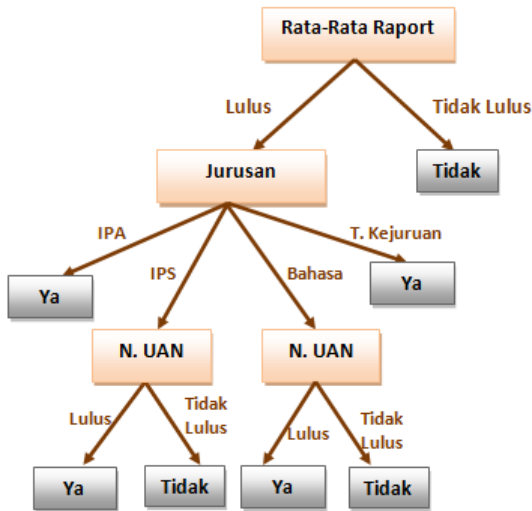 Rata-Rata Raport
Lulus
Tidak Lulus
Jurusan
Tidak
IPA
T. Kejuruan
IPS
Bahasa
Ya
Ya
N. UAN
N. UAN
Lulus
Tidak
Lulus
Lulus
Tidak
Lulus
Ya
Tidak
Ya
Tidak